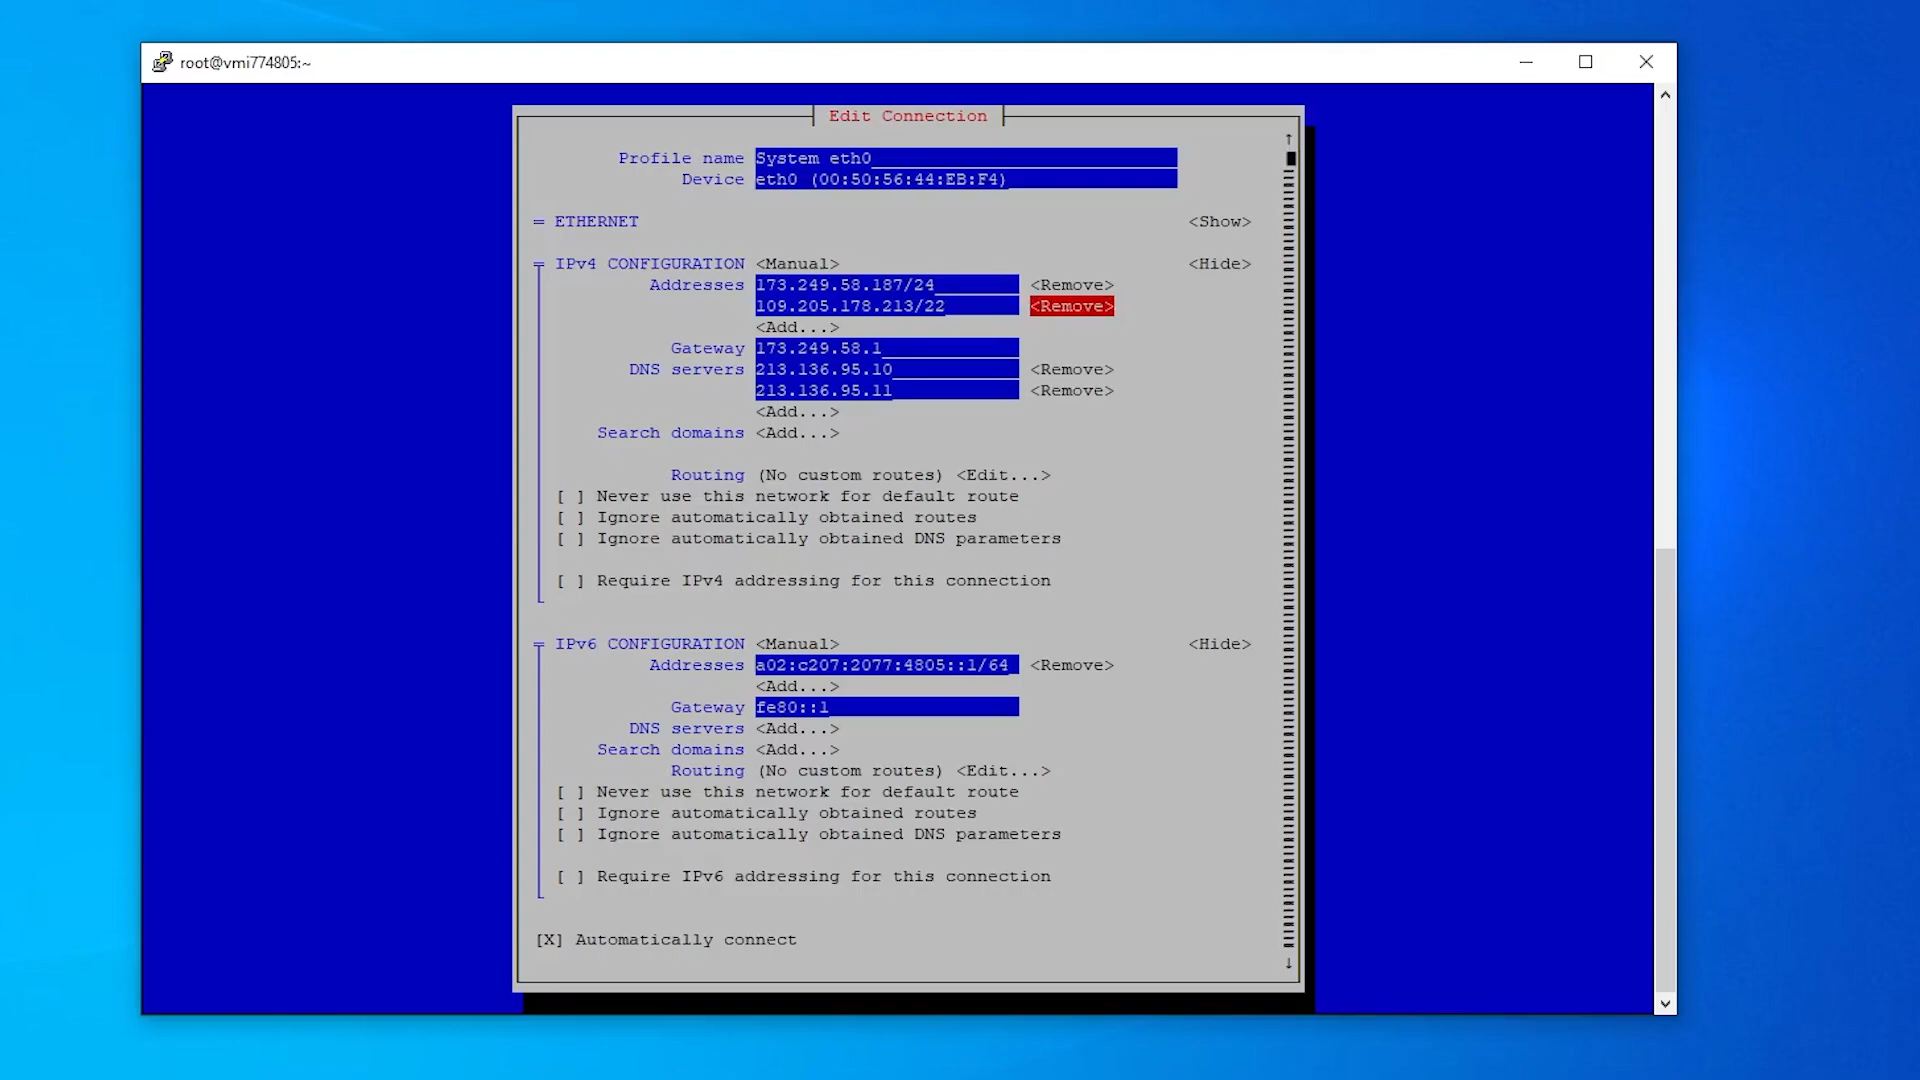 root@vmi774805:~
Edit Connection
Profile name System eth0
Device eth0 (00:50:56:44:EB:F4)
= ETHERNET <Show>
IPv4 CONFIGURATION <Manual> <Hide>
Addresses 173.249.58.187/24 <Remove>
109.205.178.213/22 <Remove>
<Add...>
Gateway 173.249.58.1
DNS servers 213.136.95.10 <Remove>
213.136.95.11 <Remove>
<Add...>
Search domains <Add...>
Routing (No custom routes) <Edit...>
[ ] Never use this network for default route
[ ] Ignore automatically obtained routes
[ ] Ignore automatically obtained DNS parameters
[ ] Require IPv4 addressing for this connection
IPv6 CONFIGURATION <Manual> <Hide>
Addresses a02:c207:2077:4805::1/64 <Remove>
<Add...>
Gateway fe80::1
DNS servers <Add...>
Search domains <Add...>
Routing (No custom routes) <Edit...>
[ ] Never use this network for default route
[ ] Ignore automatically obtained routes
[ ] Ignore automatically obtained DNS parameters
[ ] Require IPv6 addressing for this connection
[X] Automatically connect